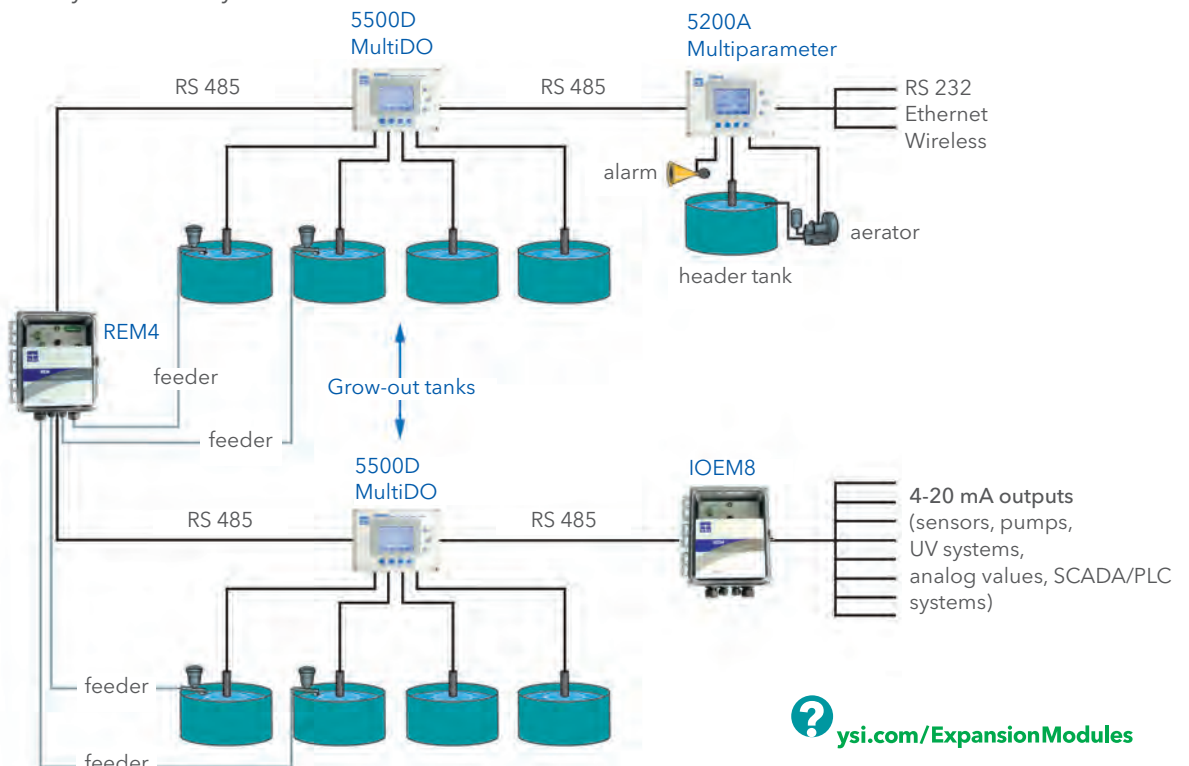 5500D
MultiDO
5200A
Multiparameter
RS 485
RS 485
RS 232
Ethernet
Wireless
alarm
aerator
header tank
REM4
feeder
Grow-out tanks
feeder
5500D
MultiDO
IOEM8
RS 485
RS 485
4-20 mA outputs
(sensors, pumps,
UV systems,
analog values, SCADA/PLC
systems)
feeder
? ysi.com/ExpansionModules
feeder